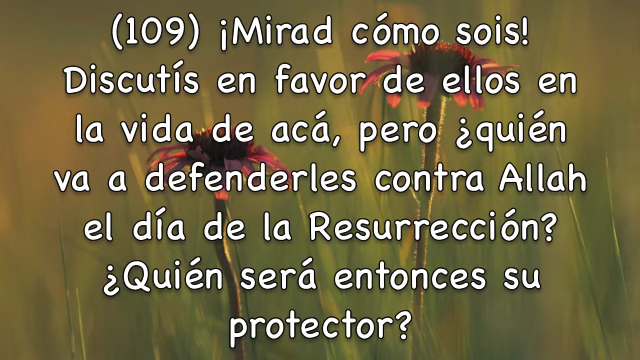 (109) ¡Mirad cómo sois!
Discutís en favor de ellos en
la vida de acá, pero ¿quién
va a defenderles contra Allah
el día de la Resurrección?
¿Quién será entonces su
protector?